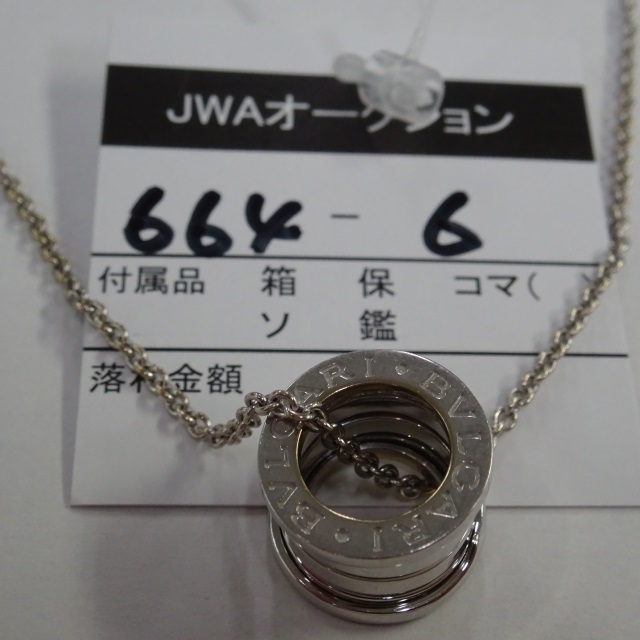 JWAオークション
664 - 6
付属品 箱 保 コマ( )
ソ 鑑
落札金額
BVLGARI • BVLGARI •